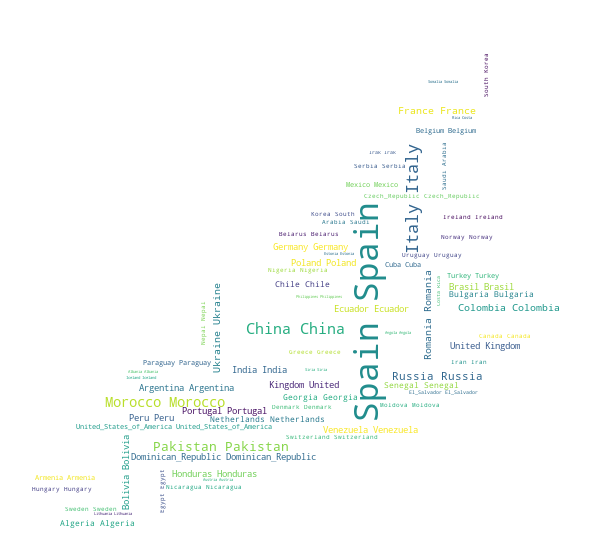 South Korea
Somalia Somalia
France France
Costa Rica
Belgium Belgium
Italy Italy
Saudi Arabia
Irak Irak
Serbia Serbia
Mexico Mexico
Czech_Republic Czech_Republic
Korea South
Arabia Saudi
Ireland Ireland
Belarus Belarus
Norway Norway
Germany Germany
Uruguay Uruguay
Poland Poland
Cuba Cuba
Nigeria Nigeria
Spain Spain
Turkey Turkey
Chile Chile
Brasil Brasil
Bulgaria Bulgaria
Philippines Philippines
Romania Romania
Ecuador Ecuador
Colombia Colombia
Nepal Nepal
Ukraine Ukraine
China China
Angola Angola
Canada Canada
United Kingdom
Greece Greece
Paraguay Paraguay
Iran Iran
India India
Siria Siria
Albania Albania
Iceland Iceland
Russia Russia
Argentina Argentina
Kingdom United
Senegal Senegal
El_Salvador El_Salvador
Georgia Georgia
Morocco Morocco
Denmark Denmark
Moldova Moldova
Portugal Portugal
Peru Peru
Netherlands Netherlands
United_States_of_America United_States_of_America
Venezuela Venezuela
Switzerland Switzerland
Bolivia Bolivia
Pakistan Pakistan
Dominican_Republic Dominican_Republic
Armenia Armenia
Egypt egypt
Honduras Honduras
Austria Austria
Hungary Hungary
Nicaragua Nicaragua
Sweden Sweden
Lithuania Lithuania
Algeria Algeria